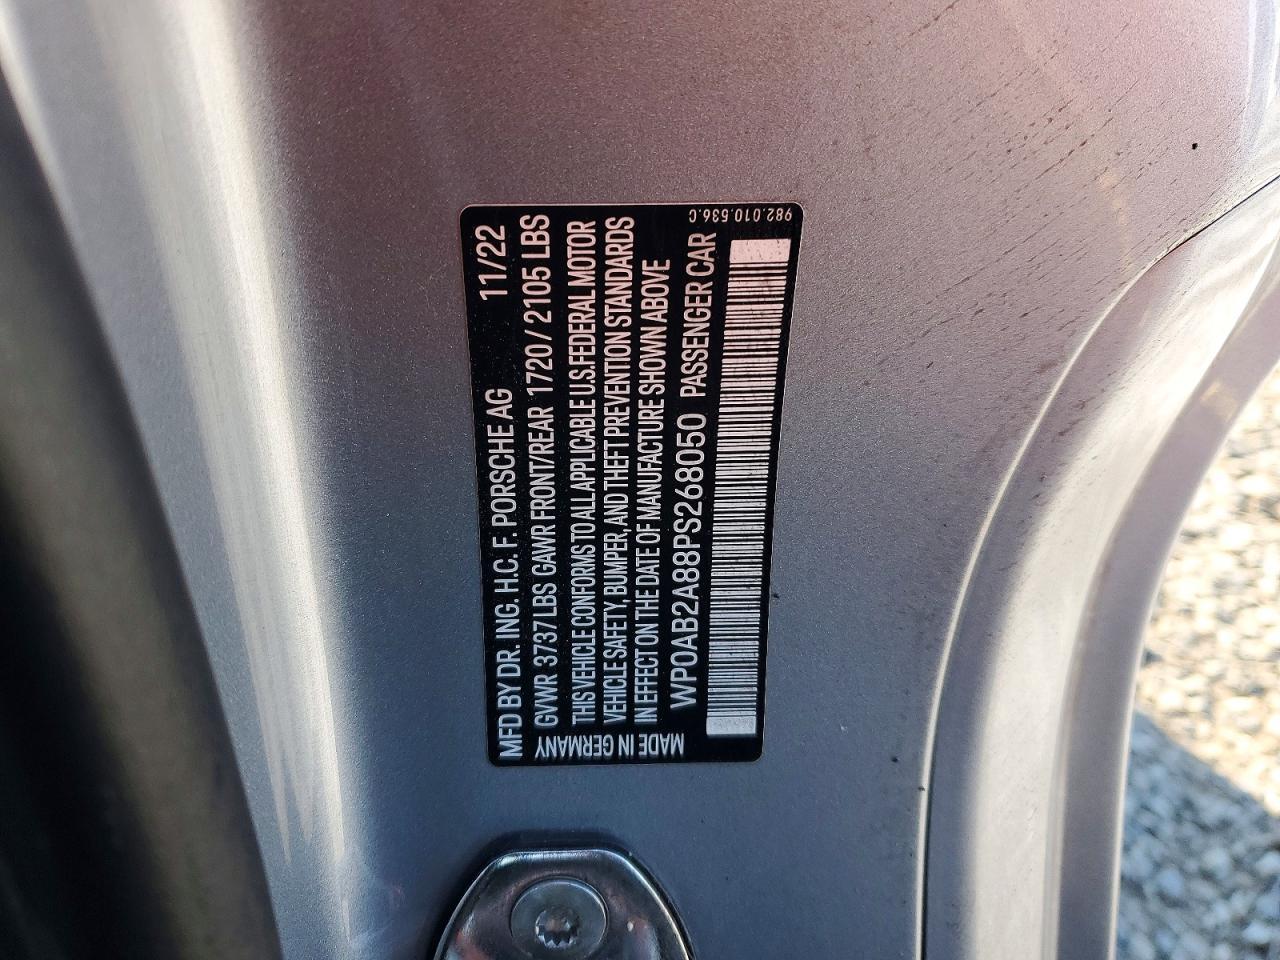 MFD BY DR. ING. H.C. F. PORSCHE AG 11/22
GVWR 3737 LBS GAWR FRONT/REAR 1720 / 2105 LBS
THIS VEHICLE CONFORMS TO ALL APPLICABLE U.S. FEDERAL MOTOR
VEHICLE SAFETY, BUMPER, AND THEFT PREVENTION STANDARDS
IN EFFECT ON THE DATE OF MANUFACTURE SHOWN ABOVE
WP0AB2A88PS268050 PASSENGER CAR
MADE IN GERMANY
982.010.536.C